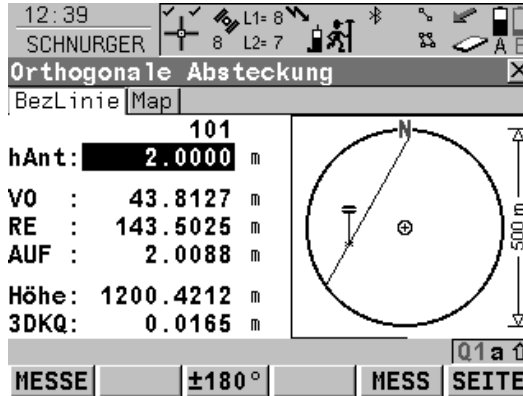 12:39
L1= 8
SCHNURGER
8 L2= 7
A
Orthogonale Absteckung
BezLinie Map
101
hAnt: 2.0000 m
VO : 43.8127 m
RE : 143.5025 m
AUF : 2.0088 m
Höhe: 1200.4212 m
3DKQ: 0.0165 m
N
500 m
Q1 a
MESSE ±180° MESS SEITE